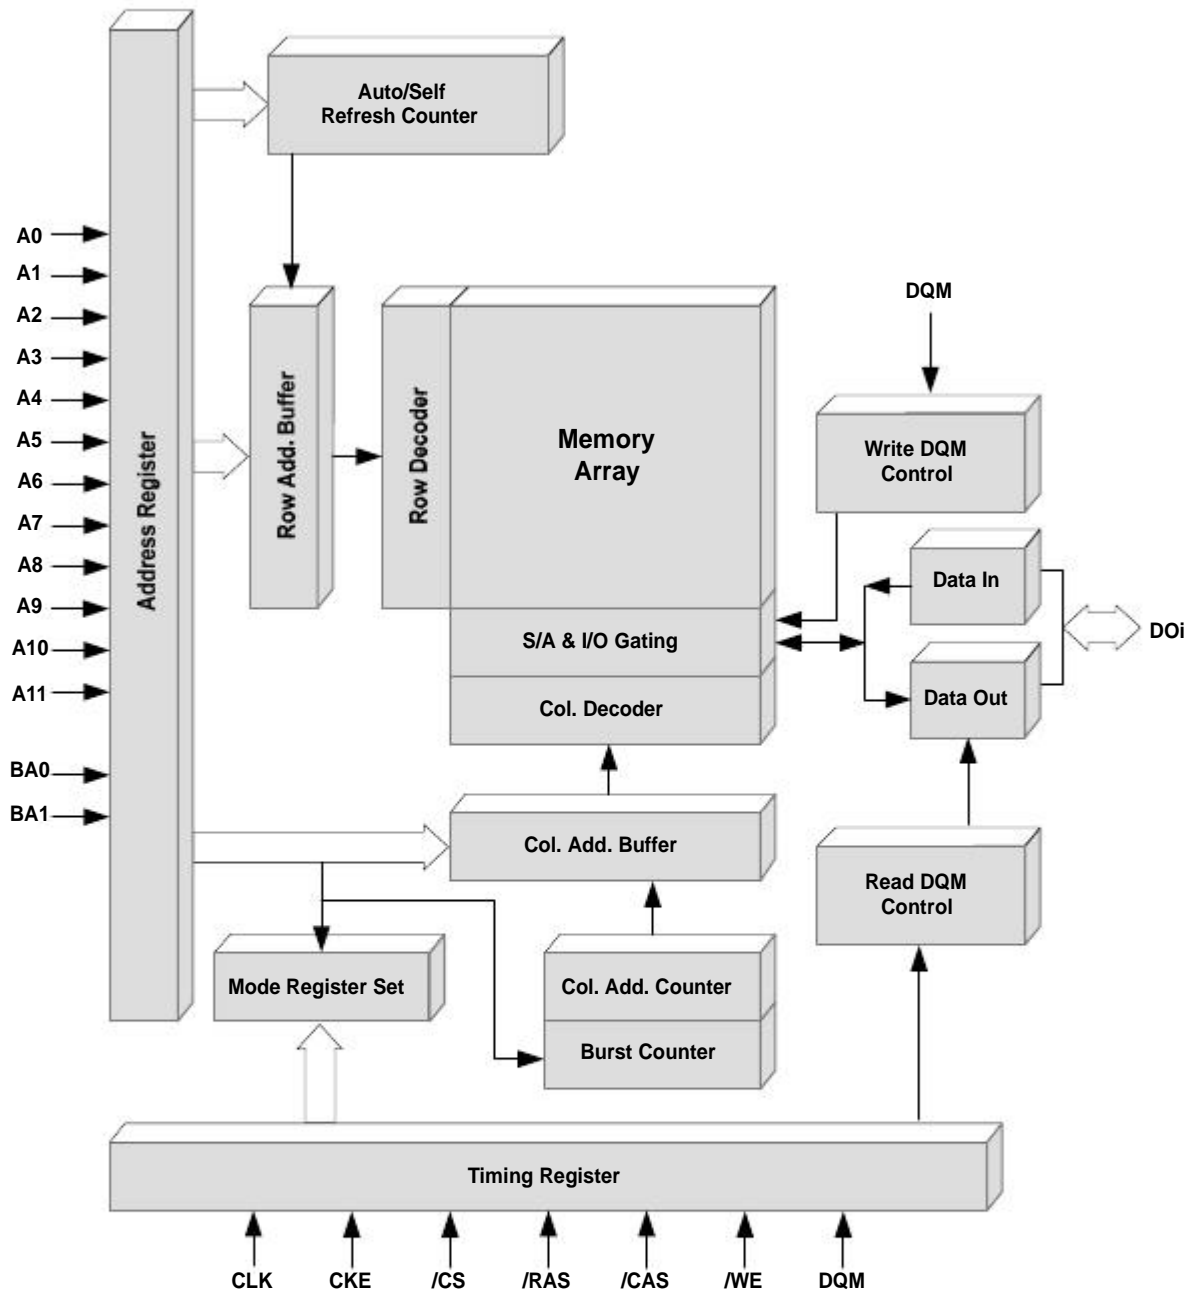 Auto/Self
Refresh Counter
A0
A1
A2
A3
A4
A5
A6
A7
A8
A9
A10
A11
BA0
BA1
Address Register
Row Add. Buffer
Row Decoder
Memory
Array
S/A & I/O Gating
Col. Decoder
DQM
Write DQM
Control
Data In
Data Out
DOi
Col. Add. Buffer
Read DQM
Control
Mode Register Set
Col. Add. Counter
Burst Counter
Timing Register
CLK
CKE
/CS
/RAS
/CAS
/WE
DQM